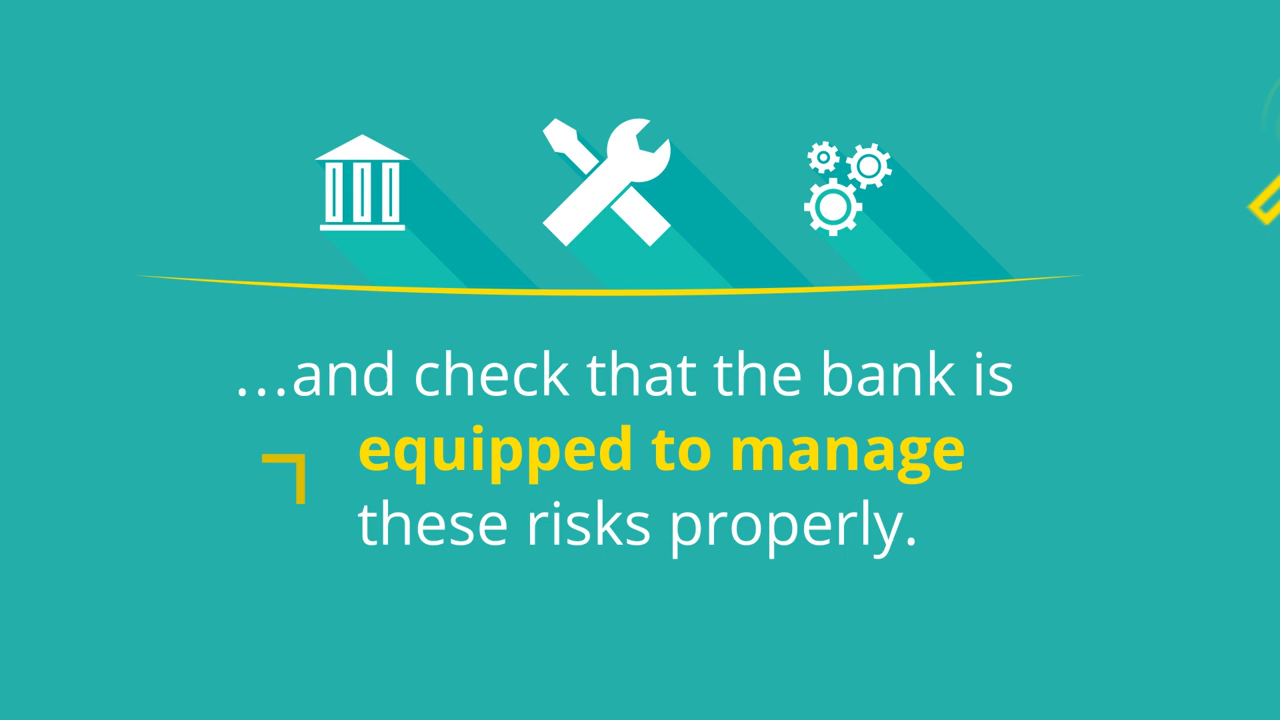 …and check that the bank is
equipped to manage
these risks properly.